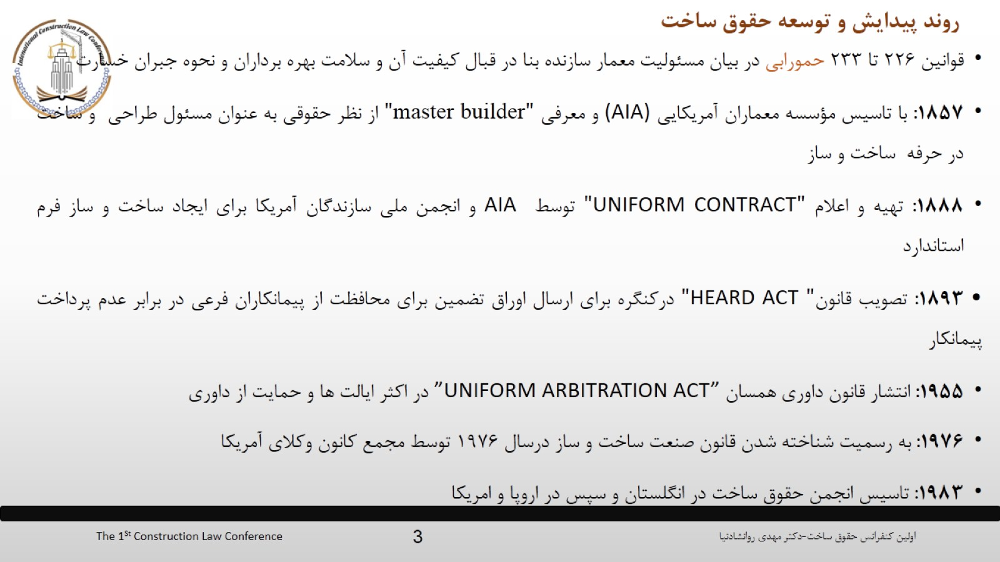 روند پیدایش و توسعه حقوق ساخت
International Construction Law Conference
• قوانین ۲۲۶ تا ۲۳۳ حمورابی در بیان مسئولیت معمار سازنده بنا در قبال کیفیت آن و سلامت بهره برداران و نحوه جبران خسارت
• ۱۸۵۷: با تاسیس مؤسسه معماران آمریکایی (AIA) و معرفی "master builder" از نظر حقوقی به عنوان مسئول طراحی و ساخت
در حرفه ساخت و ساز
• ۱۸۸۸: تهیه و اعلام "UNIFORM CONTRACT" توسط AIA و انجمن ملی سازندگان آمریکا برای ایجاد ساخت و ساز فرم
استاندارد
• ۱۸۹۳: تصویب قانون" HEARD ACT" درکنگره برای ارسال اوراق تضمین برای محافظت از پیمانکاران فرعی در برابر عدم پرداخت
پیمانکار
• ۱۹۵۵: انتشار قانون داوری همسان ”UNIFORM ARBITRATION ACT” در اکثر ایالت ها و حمایت از داوری
• ۱۹۷۶: به رسمیت شناخته شدن قانون صنعت ساخت و ساز درسال ۱۹۷۶ توسط مجمع کانون وکلای آمریکا
• ۱۹۸۳: تاسیس انجمن حقوق ساخت در انگلستان و سپس در اروپا و امریکا
اولین کنفرانس حقوق ساخت-دکتر مهدی روانشادنیا
3
The 1St Construction Law Conference